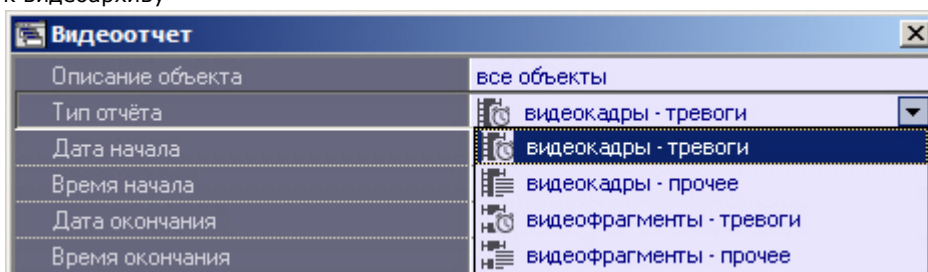 к видеоархиву
Видеоотчет
Описание объекта все объекты
Тип отчёта видеокадры - тревоги
Дата начала видеокадры - тревоги
Время начала видеокадры - прочее
Дата окончания видеофрагменты - тревоги
Время окончания видеофрагменты - прочее